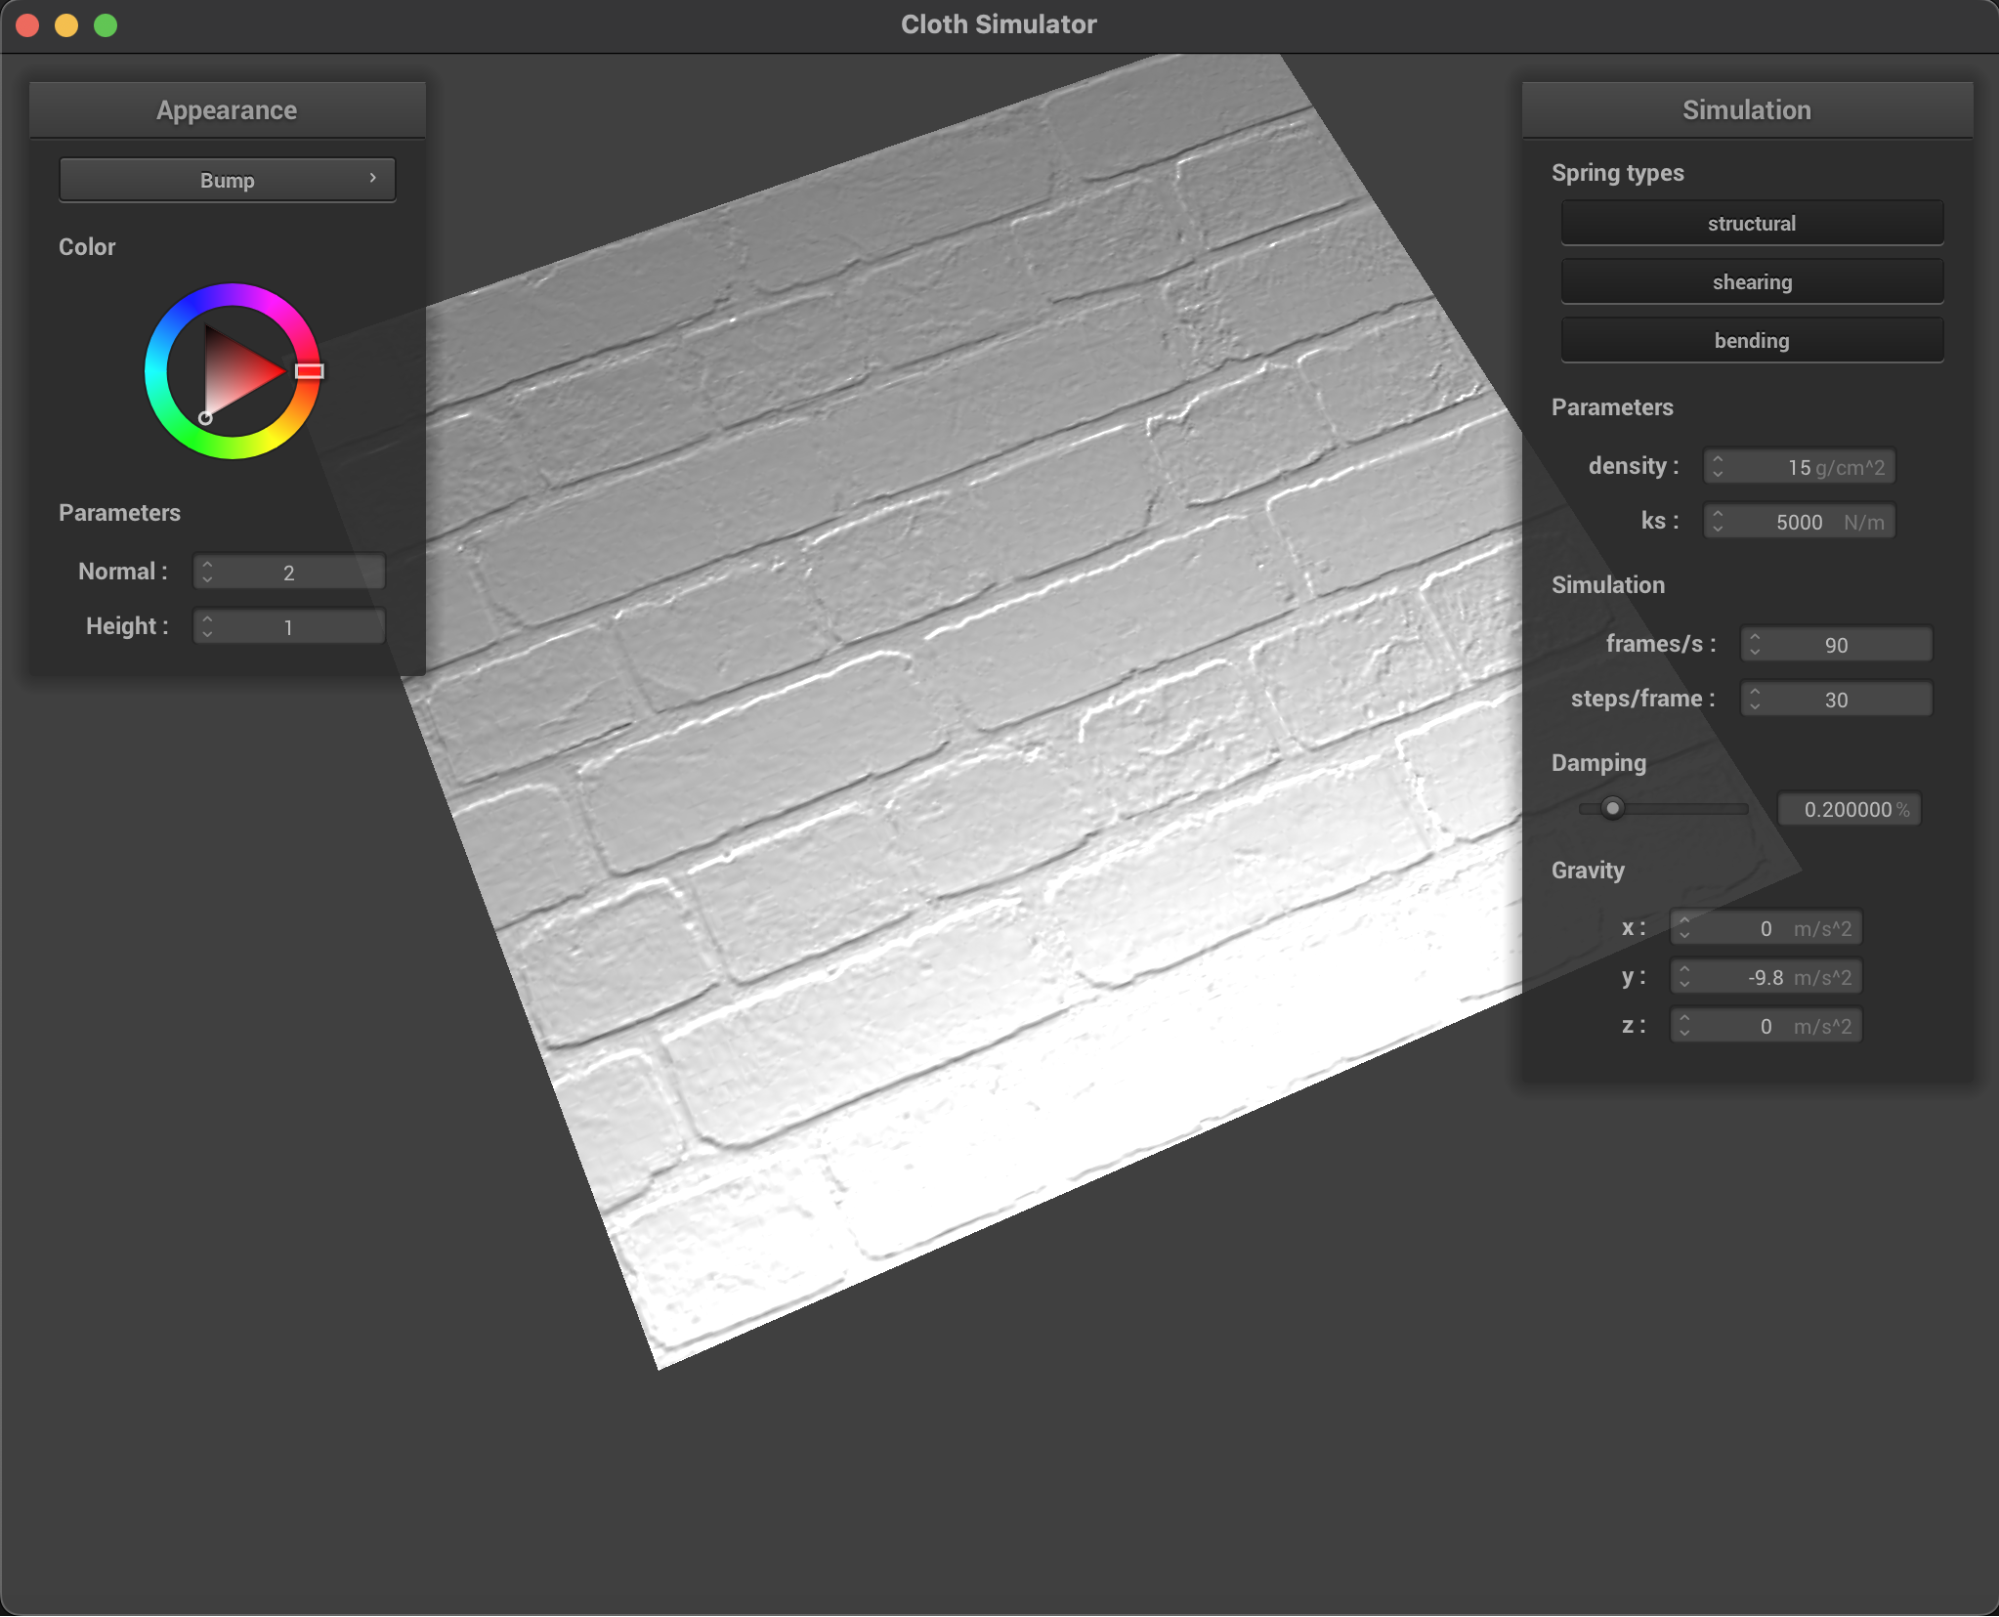 Cloth Simulator
Appearance
Bump
Color
Parameters
Normal : 2
Height : 1
Simulation
Spring types
structural
shearing
bending
Parameters
density : 15 g/cm^2
ks : 5000 N/m
Simulation
frames/s : 90
steps/frame : 30
Damping
0.200000 %
Gravity
x : 0 m/s^2
y : -9.8 m/s^2
z : 0 m/s^2